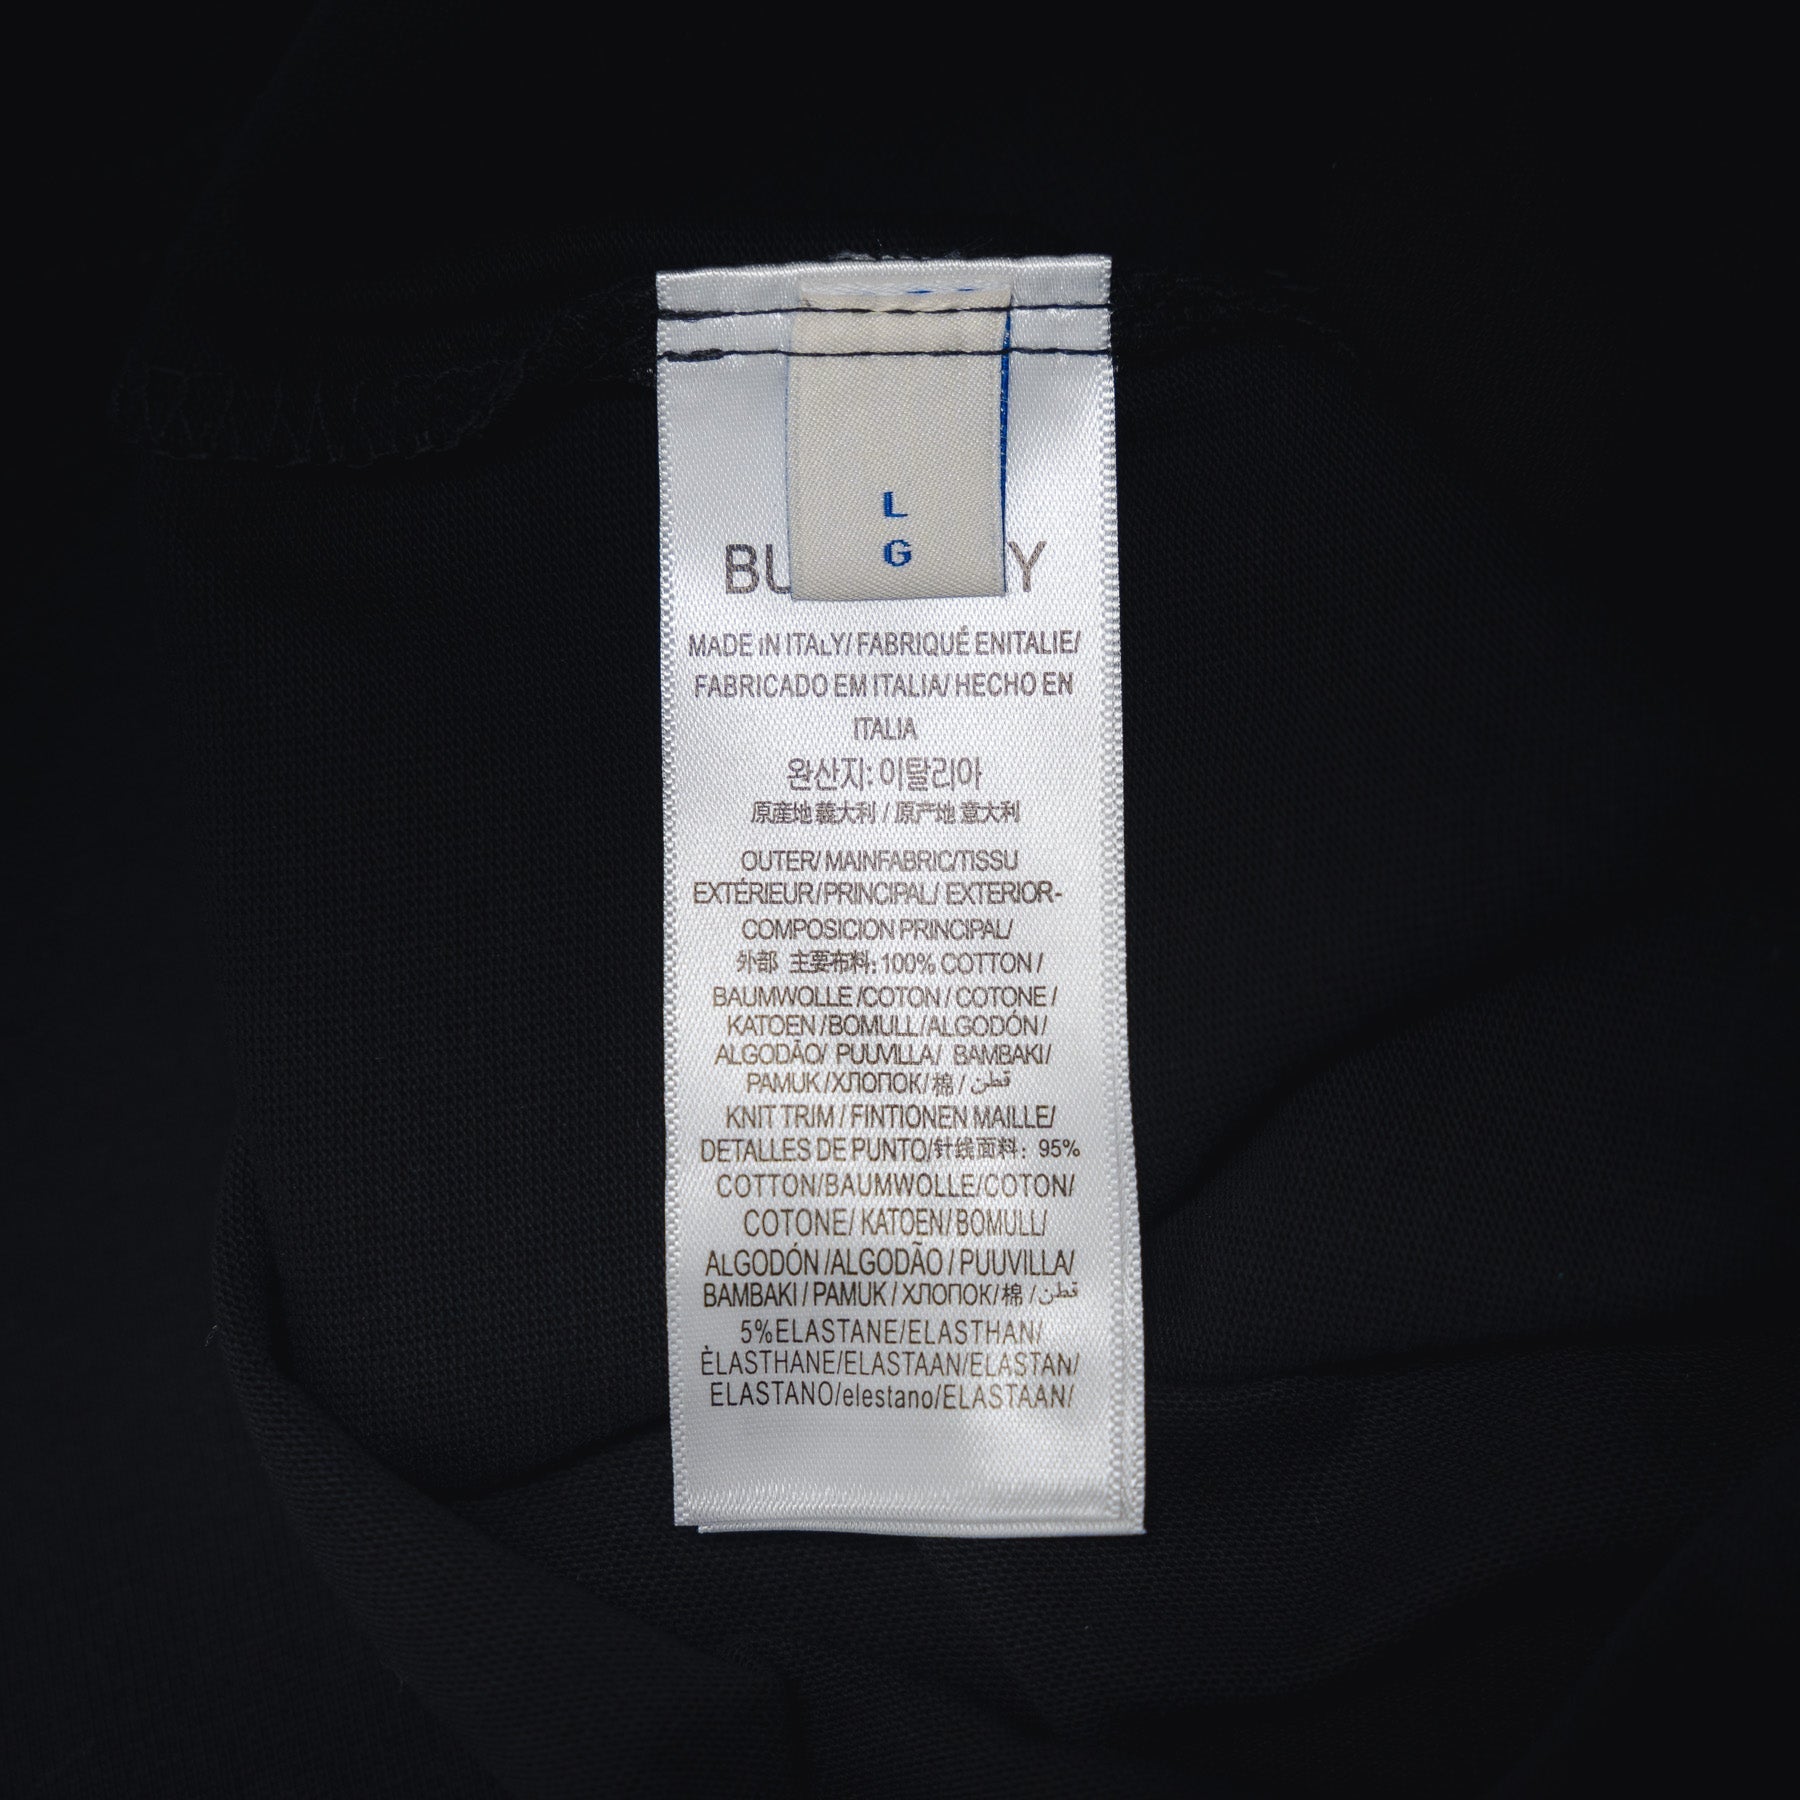 L
G
BU Y
MADE iN ITALY/ FABRIQUÉ ENITALIE/
FABRICADO EM ITALIA/ HECHO EN
ITALIA
완산지: 이탈리아
原産地 義大利 / 原产地 意大利
OUTER/ MAINFABRIC/TISSU
EXTÉRIEUR/PRINCIPAL/ EXTERIOR-
COMPOSICION PRINCIPAL/
外部 主要布料: 100% COTTON /
BAUMWOLLE /COTON / COTONE /
KATOEN /BOMULL/ALGODÓN/
ALGODÃO/ PUUVILLA/ BAMBAKI/
PAMUK /ХЛОПОК/棉 / قطن
KNIT TRIM / FINTIONEN MAILLE/
DETALLES DE PUNTO/针线面料: 95%
COTTON/BAUMWOLLE/COTON/
COTONE/ KATOEN/BOMULL/
ALGODÓN /ALGODÃO / PUUVILLA/
BAMBAKI / PAMUK / ХЛОПОК/棉 / قطن
5%ELASTANE/ELASTHAN/
ÈLASTHANE/ELASTAAN/ELASTAN/
ELASTANO/elestano/ELASTAAN/